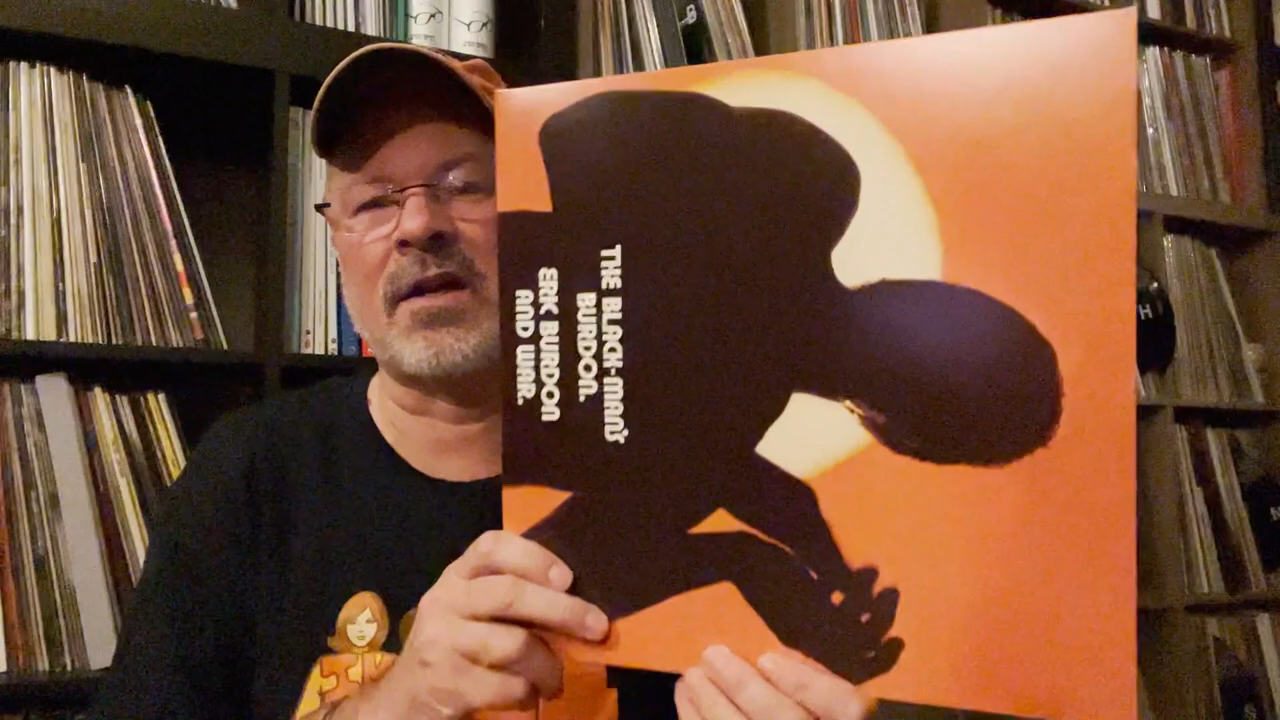 THE BLACK-MAN'S
BURDON.
ERIC BURDON
AND WAR.
H